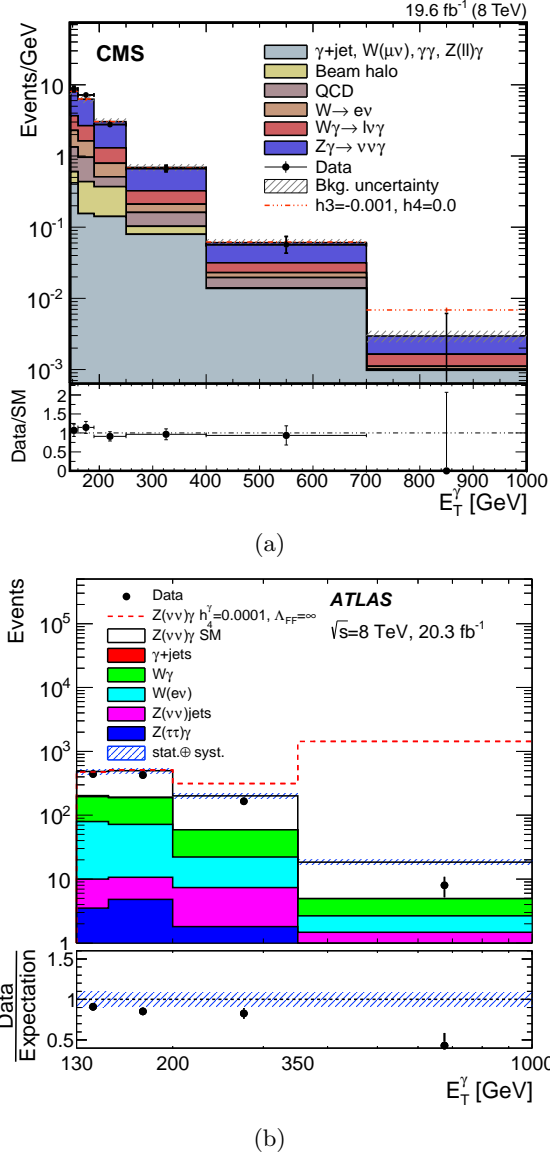 19.6 fb⁻¹ (8 TeV)
CMS
Events/GeV
γ+jet, W(μν), γγ, Z(ll)γ
Beam halo
QCD
W→ eν
Wγ→ lνγ
Zγ→ ννγ
Data
Bkg. uncertainty
h3=-0.001, h4=0.0
10
1
10⁻¹
10⁻²
10⁻³
Data/SM
2
1.5
1
0.5
0
200 300 400 500 600 700 800 900 1000
E_T^γ [GeV]
(a)
Events
Data
Z(νν)γ h₄^γ=0.0001, Λ_FF=∞
Z(νν)γ SM
γ+jets
Wγ
W(eν)
Z(νν)jets
Z(ττ)γ
stat.⊕ syst.
ATLAS
√s=8 TeV, 20.3 fb⁻¹
10⁵
10⁴
10³
10²
10
1
Data
Expectation
1.5
1
0.5
130 200 350 1000
E_T^γ [GeV]
(b)